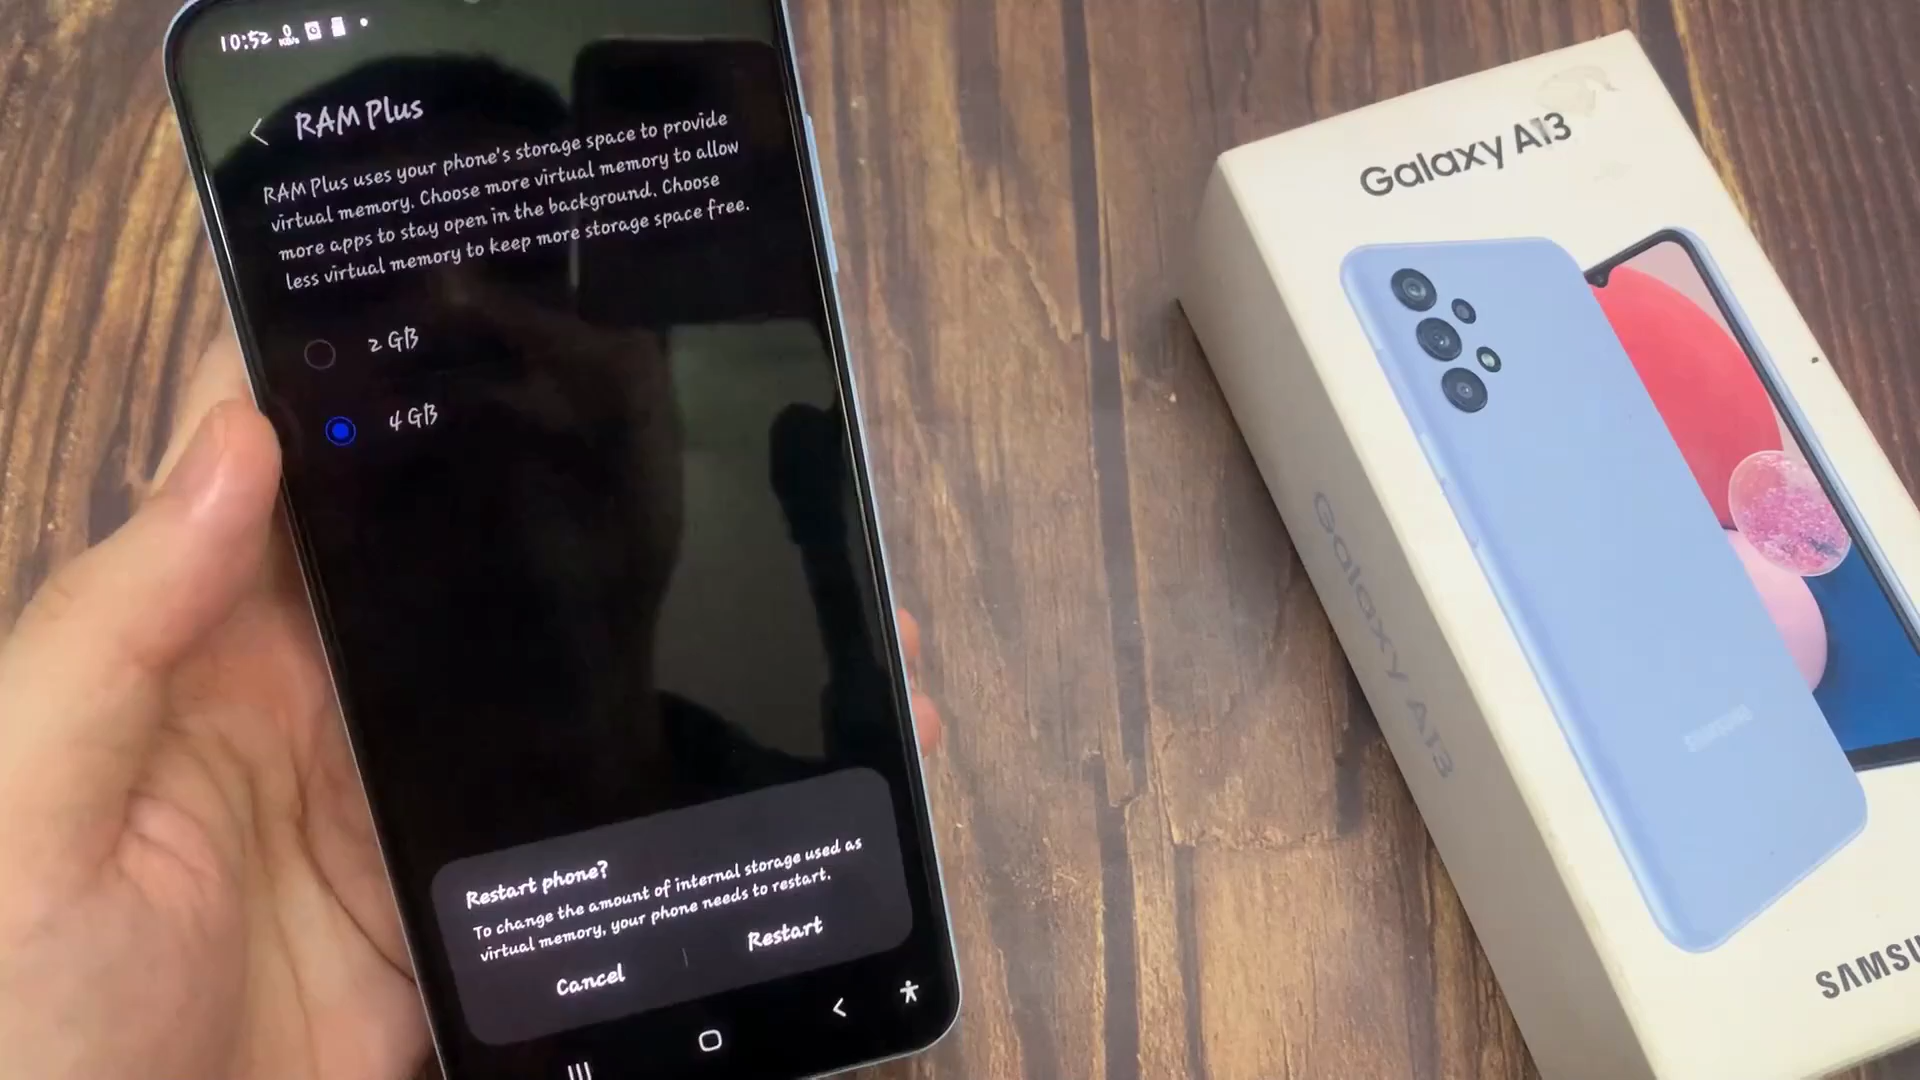 10:52 0 KB/s
RAM Plus
RAM Plus uses your phone's storage space to provide
virtual memory. Choose more virtual memory to allow
more apps to stay open in the background. Choose
less virtual memory to keep more storage space free.
2 GB
4 GB
Restart phone?
To change the amount of internal storage used as
virtual memory, your phone needs to restart.
Cancel
Restart
Galaxy A13
Galaxy A13
SAMSUNG
SAMSU